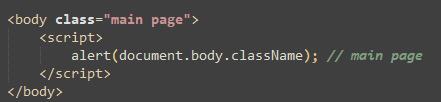 <body class="main page">
    <script>
        alert(document.body.className); // main page
    </script>
</body>